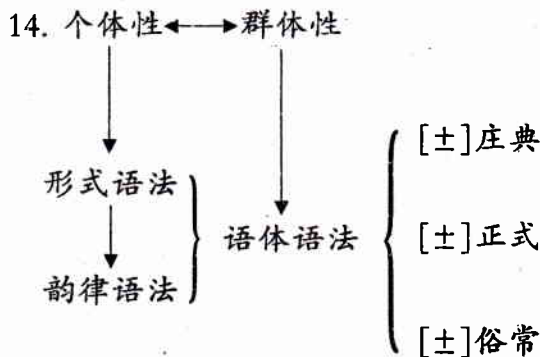 14. 个体性⟷群体性
[±]庄典
形式语法
语体语法
[±]正式
韵律语法
[±]俗常